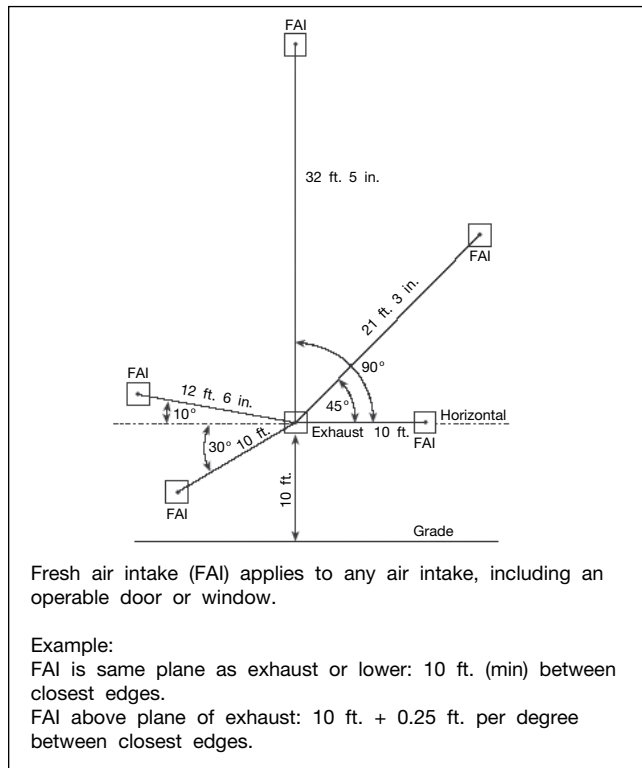 FAI
32 ft. 5 in.
FAI
21 ft. 3 in.
90°
FAI
12 ft. 6 in.
10°
45°
Horizontal
Exhaust 10 ft.
FAI
30° 10 ft.
FAI
10 ft.
Grade
Fresh air intake (FAI) applies to any air intake, including an
operable door or window.
Example:
FAI is same plane as exhaust or lower: 10 ft. (min) between
closest edges.
FAI above plane of exhaust: 10 ft. + 0.25 ft. per degree
between closest edges.